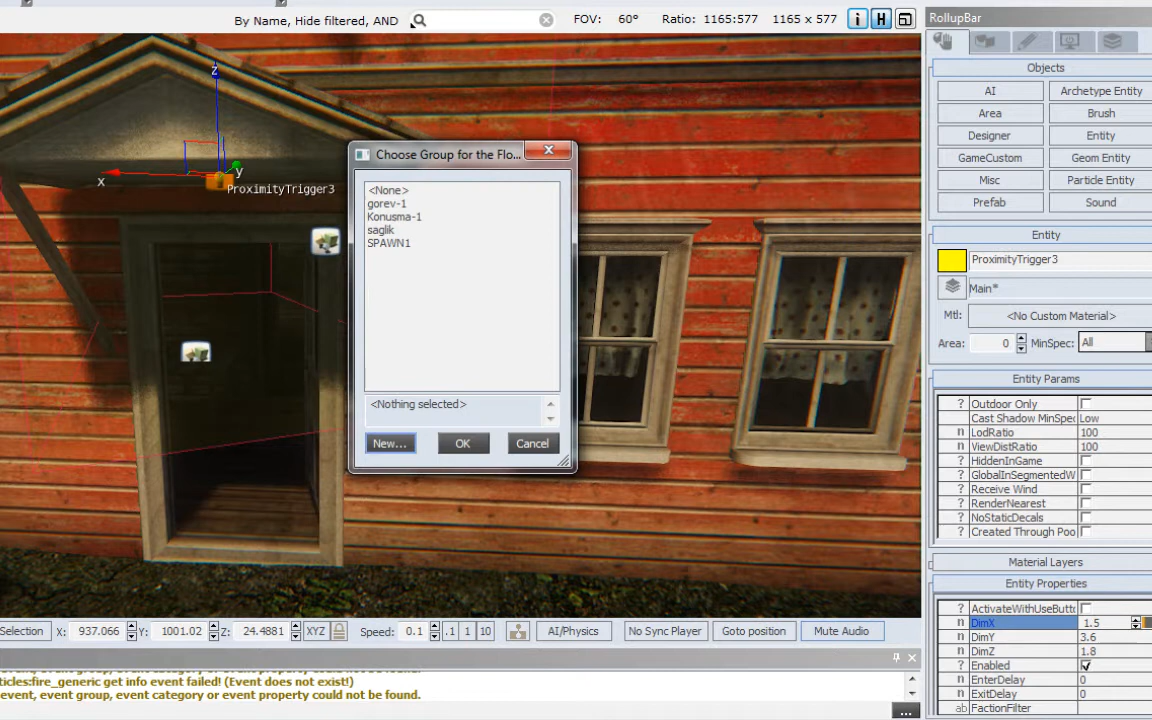 By Name, Hide filtered, AND
FOV: 60° Ratio: 1165:577 1165 x 577
i H
RollupBar
Objects
AI Archetype Entity
Area Brush
Designer Entity
GameCustom Geom Entity
Misc Particle Entity
Prefab Sound
Entity
ProximityTrigger3
Main*
Mtl: <No Custom Material>
Area: 0 MinSpec: All
Entity Params
? Outdoor Only
Cast Shadow MinSpec Low
n LodRatio 100
n ViewDistRatio 100
? HiddenInGame
? GlobalInSegmentedW
? Receive Wind
? RenderNearest
? NoStaticDecals
? Created Through Poo
Material Layers
Entity Properties
? ActivateWithUseButto
n DimX 1.5
n DimY 3.6
n DimZ 1.8
? Enabled
n EnterDelay 0
n ExitDelay 0
ab FactionFilter
z
x
y
ProximityTrigger3
Choose Group for the Flo...
<None>
gorev-1
Konusma-1
saglik
SPAWN1
<Nothing selected>
New... OK Cancel
Selection X: 937.066 Y: 1001.02 Z: 24.4881 XYZ Speed: 0.1 .1 1 10 AI/Physics No Sync Player Goto position Mute Audio
ticles:fire_generic get info event failed! (Event does not exist!)
event, event group, event category or event property could not be found.
...